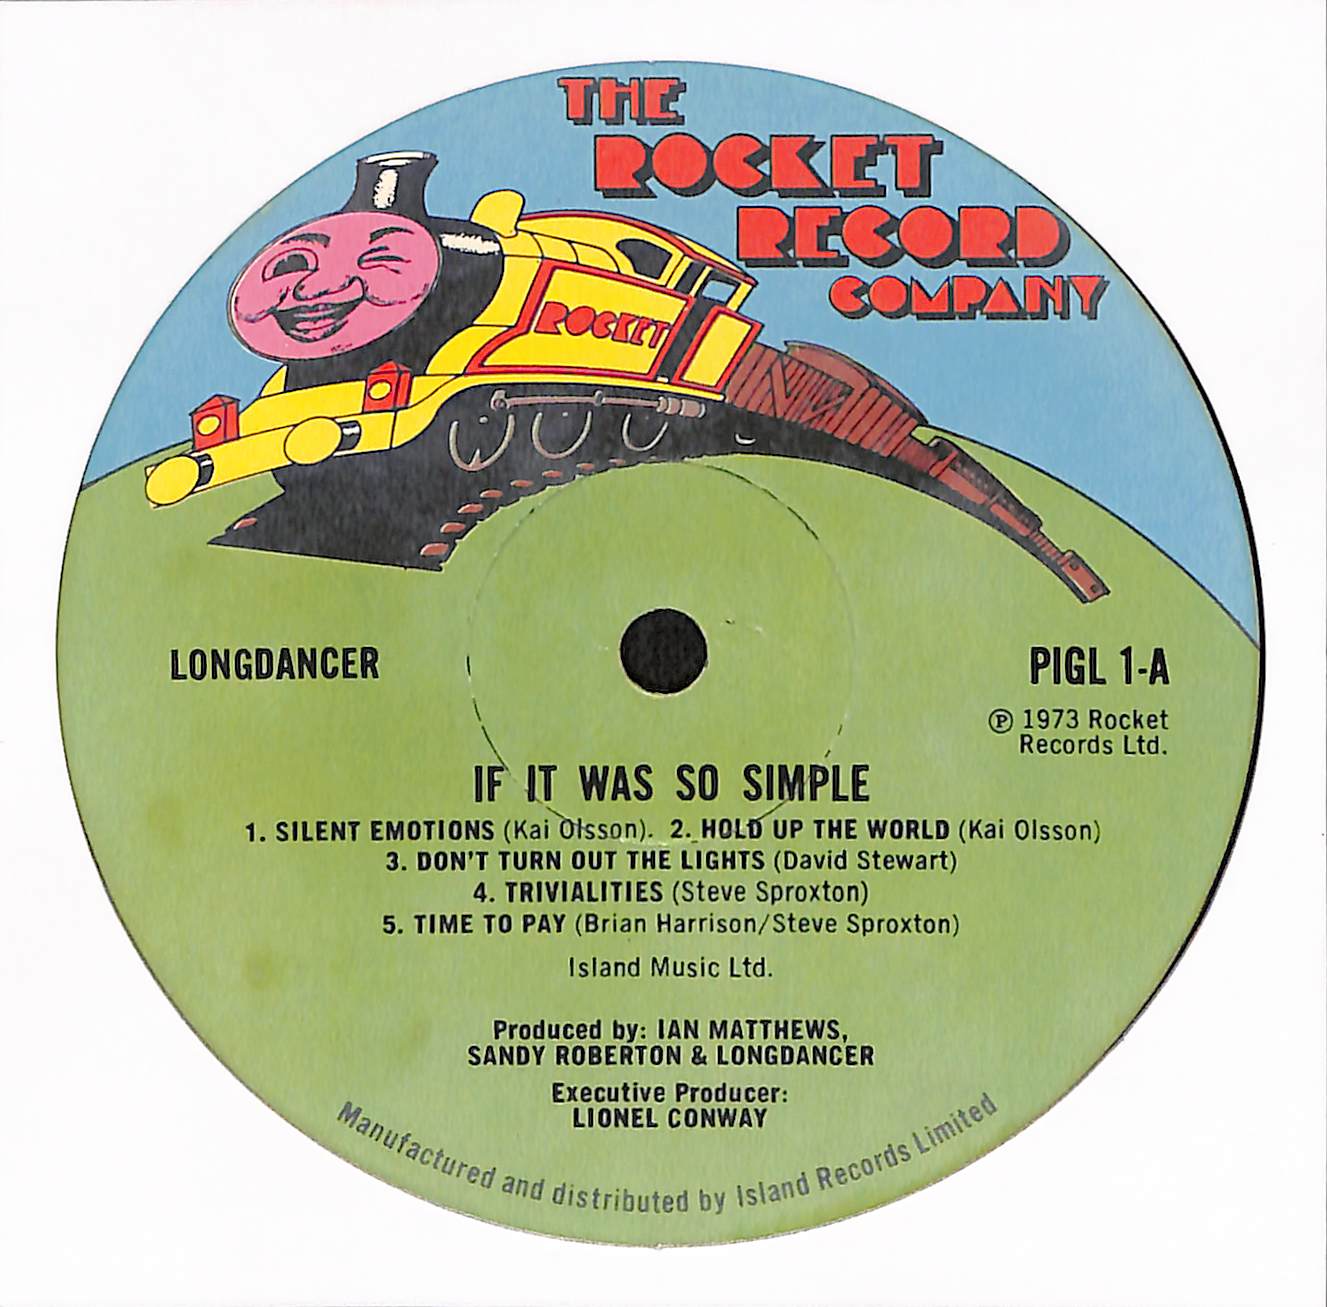 THE
ROCKET
RECORD
COMPANY
ROCKET
LONGDANCER
PIGL 1-A
℗ 1973 Rocket
Records Ltd.
IF IT WAS SO SIMPLE
1. SILENT EMOTIONS (Kai Olsson). 2. HOLD UP THE WORLD (Kai Olsson)
3. DON'T TURN OUT THE LIGHTS (David Stewart)
4. TRIVIALITIES (Steve Sproxton)
5. TIME TO PAY (Brian Harrison/Steve Sproxton)
Island Music Ltd.
Produced by: IAN MATTHEWS,
SANDY ROBERTON & LONGDANCER
Executive Producer:
LIONEL CONWAY
Manufactured and distributed by Island Records Limited